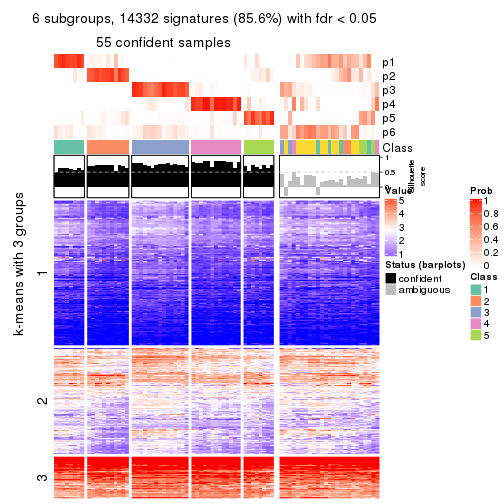 6 subgroups, 14332 signatures (85.6%) with fdr < 0.05
55 confident samples
p1
p2
p3
p4
p5
p6
Class
1
0.5
0
Silhouette
score
k-means with 3 groups
1
2
3
Value
5
4
3
2
1
Status (barplots)
confident
ambiguous
Prob
1
0.8
0.6
0.4
0.2
0
Class
1
2
3
4
5